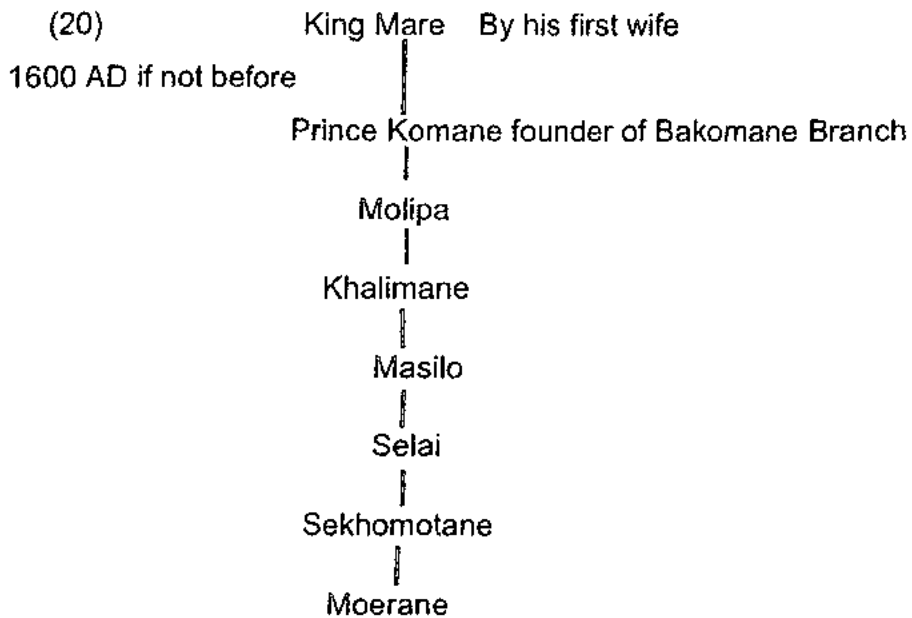 (20) King Mare By his first wife
1600 AD if not before
Prince Komane founder of Bakomane Branch
Molipa
Khalimane
Masilo
Selai
Sekhomotane
Moerane